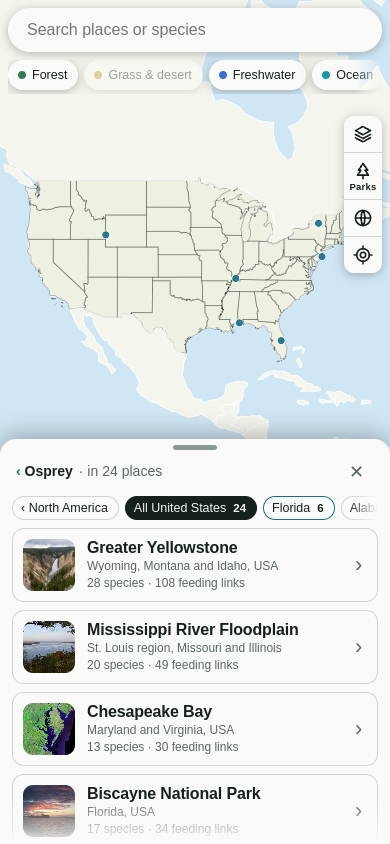 Search places or species
Forest
Grass & desert
Freshwater
Ocean
Parks
‹ Osprey · in 24 places
‹ North America
All United States 24
Florida 6
Alab
Greater Yellowstone
Wyoming, Montana and Idaho, USA
28 species · 108 feeding links
Mississippi River Floodplain
St. Louis region, Missouri and Illinois
20 species · 49 feeding links
Chesapeake Bay
Maryland and Virginia, USA
13 species · 30 feeding links
Biscayne National Park
Florida, USA
17 species · 34 feeding links